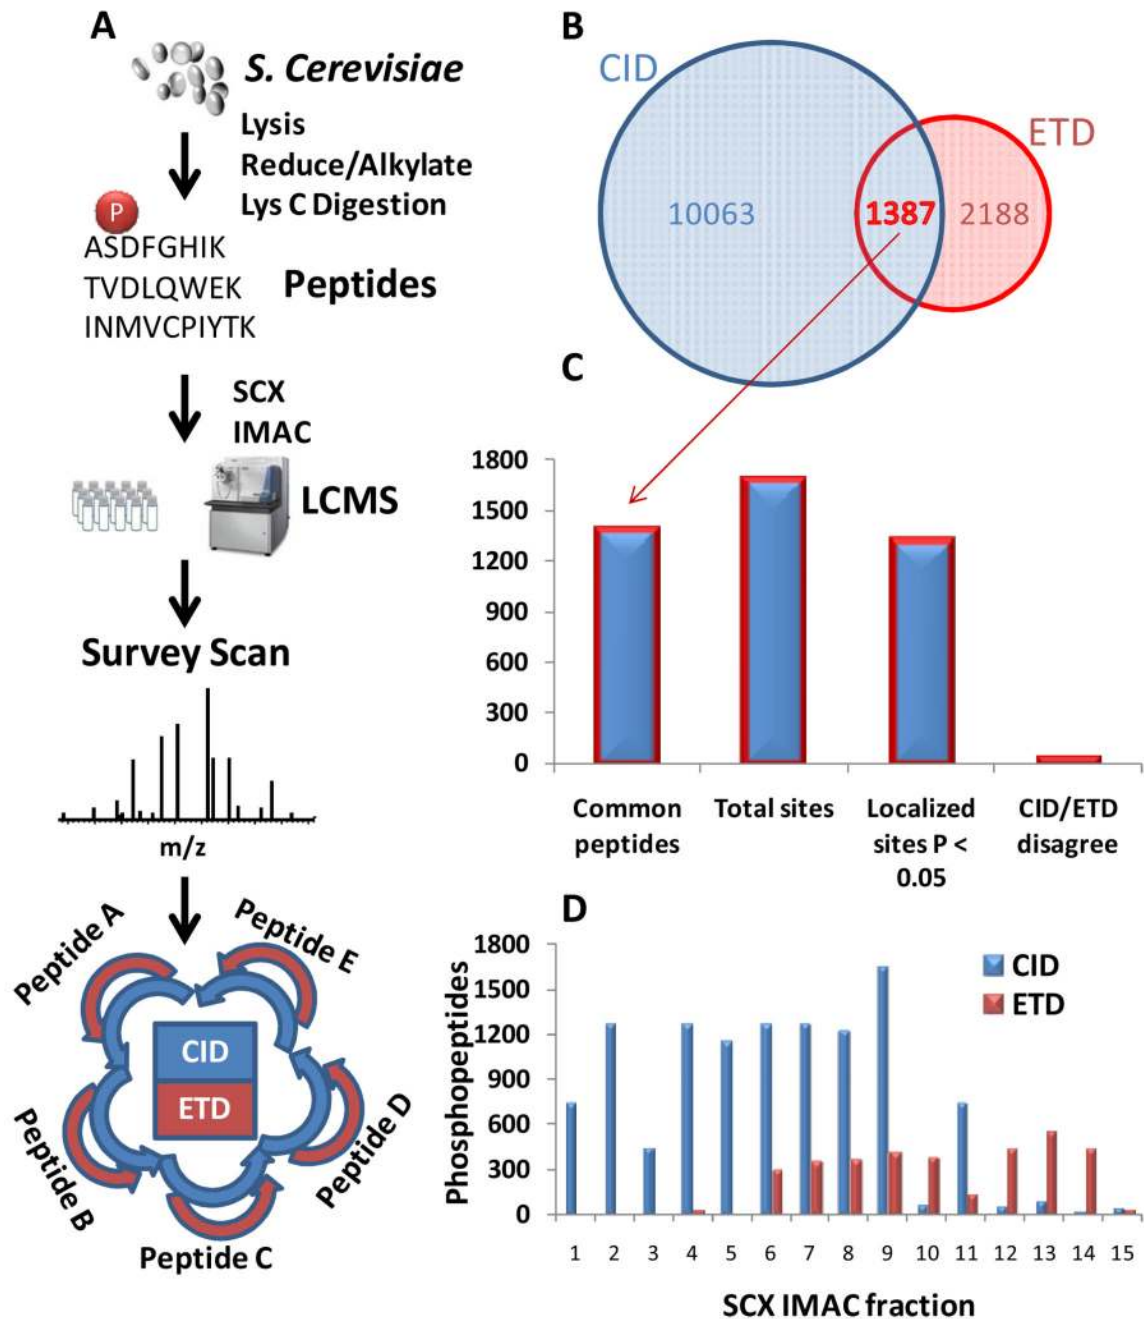 A
S. Cerevisiae
Lysis
Reduce/Alkylate
Lys C Digestion
P
ASDFGHIK
TVDLQWEK
INMVCPIYTK
Peptides
SCX
IMAC
LCMS
Survey Scan
m/z
Peptide A
Peptide E
CID
ETD
Peptide B
Peptide D
Peptide C
B
CID
ETD
10063
1387
2188
C
1800
1500
1200
900
600
300
0
Common
peptides
Total sites
Localized
sites P <
0.05
CID/ETD
disagree
D
Phosphopeptides
1800
1500
1200
900
600
300
0
CID
ETD
1 2 3 4 5 6 7 8 9 10 11 12 13 14 15
SCX IMAC fraction